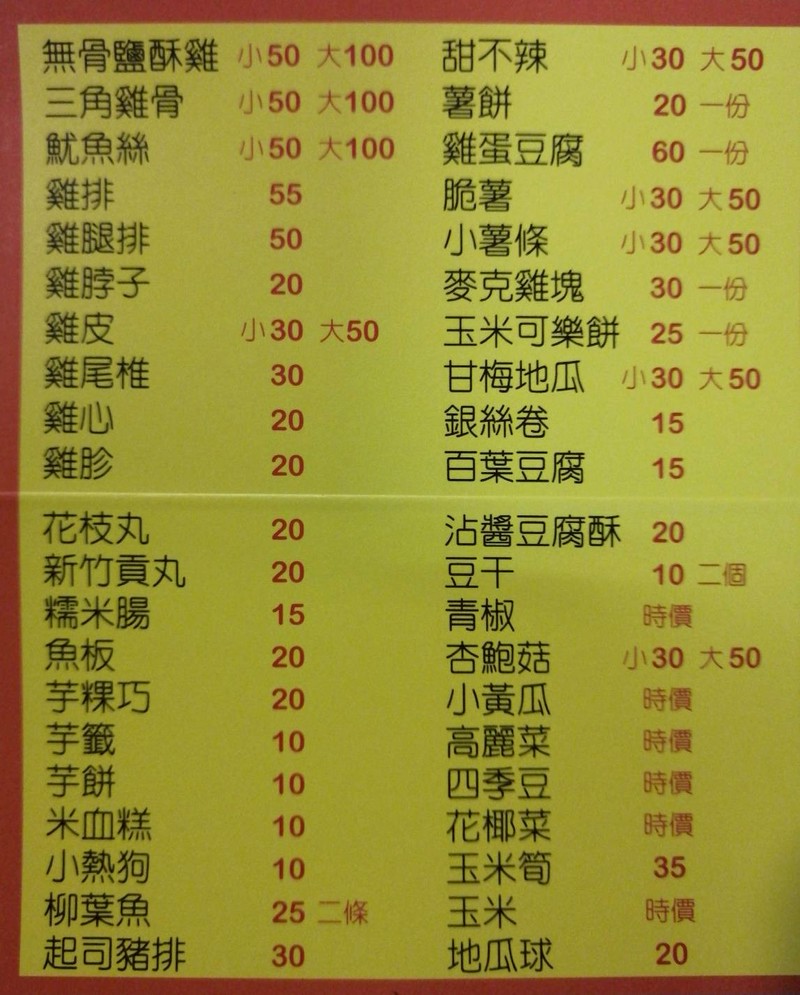 無骨鹽酥雞 小50 大100
三角雞骨 小50 大100
魷魚絲 小50 大100
雞排 55
雞腿排 50
雞脖子 20
雞皮 小30 大50
雞尾椎 30
雞心 20
雞胗 20
花枝丸 20
新竹貢丸 20
糯米腸 15
魚板 20
芋粿巧 20
芋籤 10
芋餅 10
米血糕 10
小熱狗 10
柳葉魚 25 二條
起司豬排 30
甜不辣 小30 大50
薯餅 20 一份
雞蛋豆腐 60 一份
脆薯 小30 大50
小薯條 小30 大50
麥克雞塊 30 一份
玉米可樂餅 25 一份
甘梅地瓜 小30 大50
銀絲卷 15
百葉豆腐 15
沾醬豆腐酥 20
豆干 10 二個
青椒 時價
杏鮑菇 小30 大50
小黃瓜 時價
高麗菜 時價
四季豆 時價
花椰菜 時價
玉米筍 35
玉米 時價
地瓜球 20